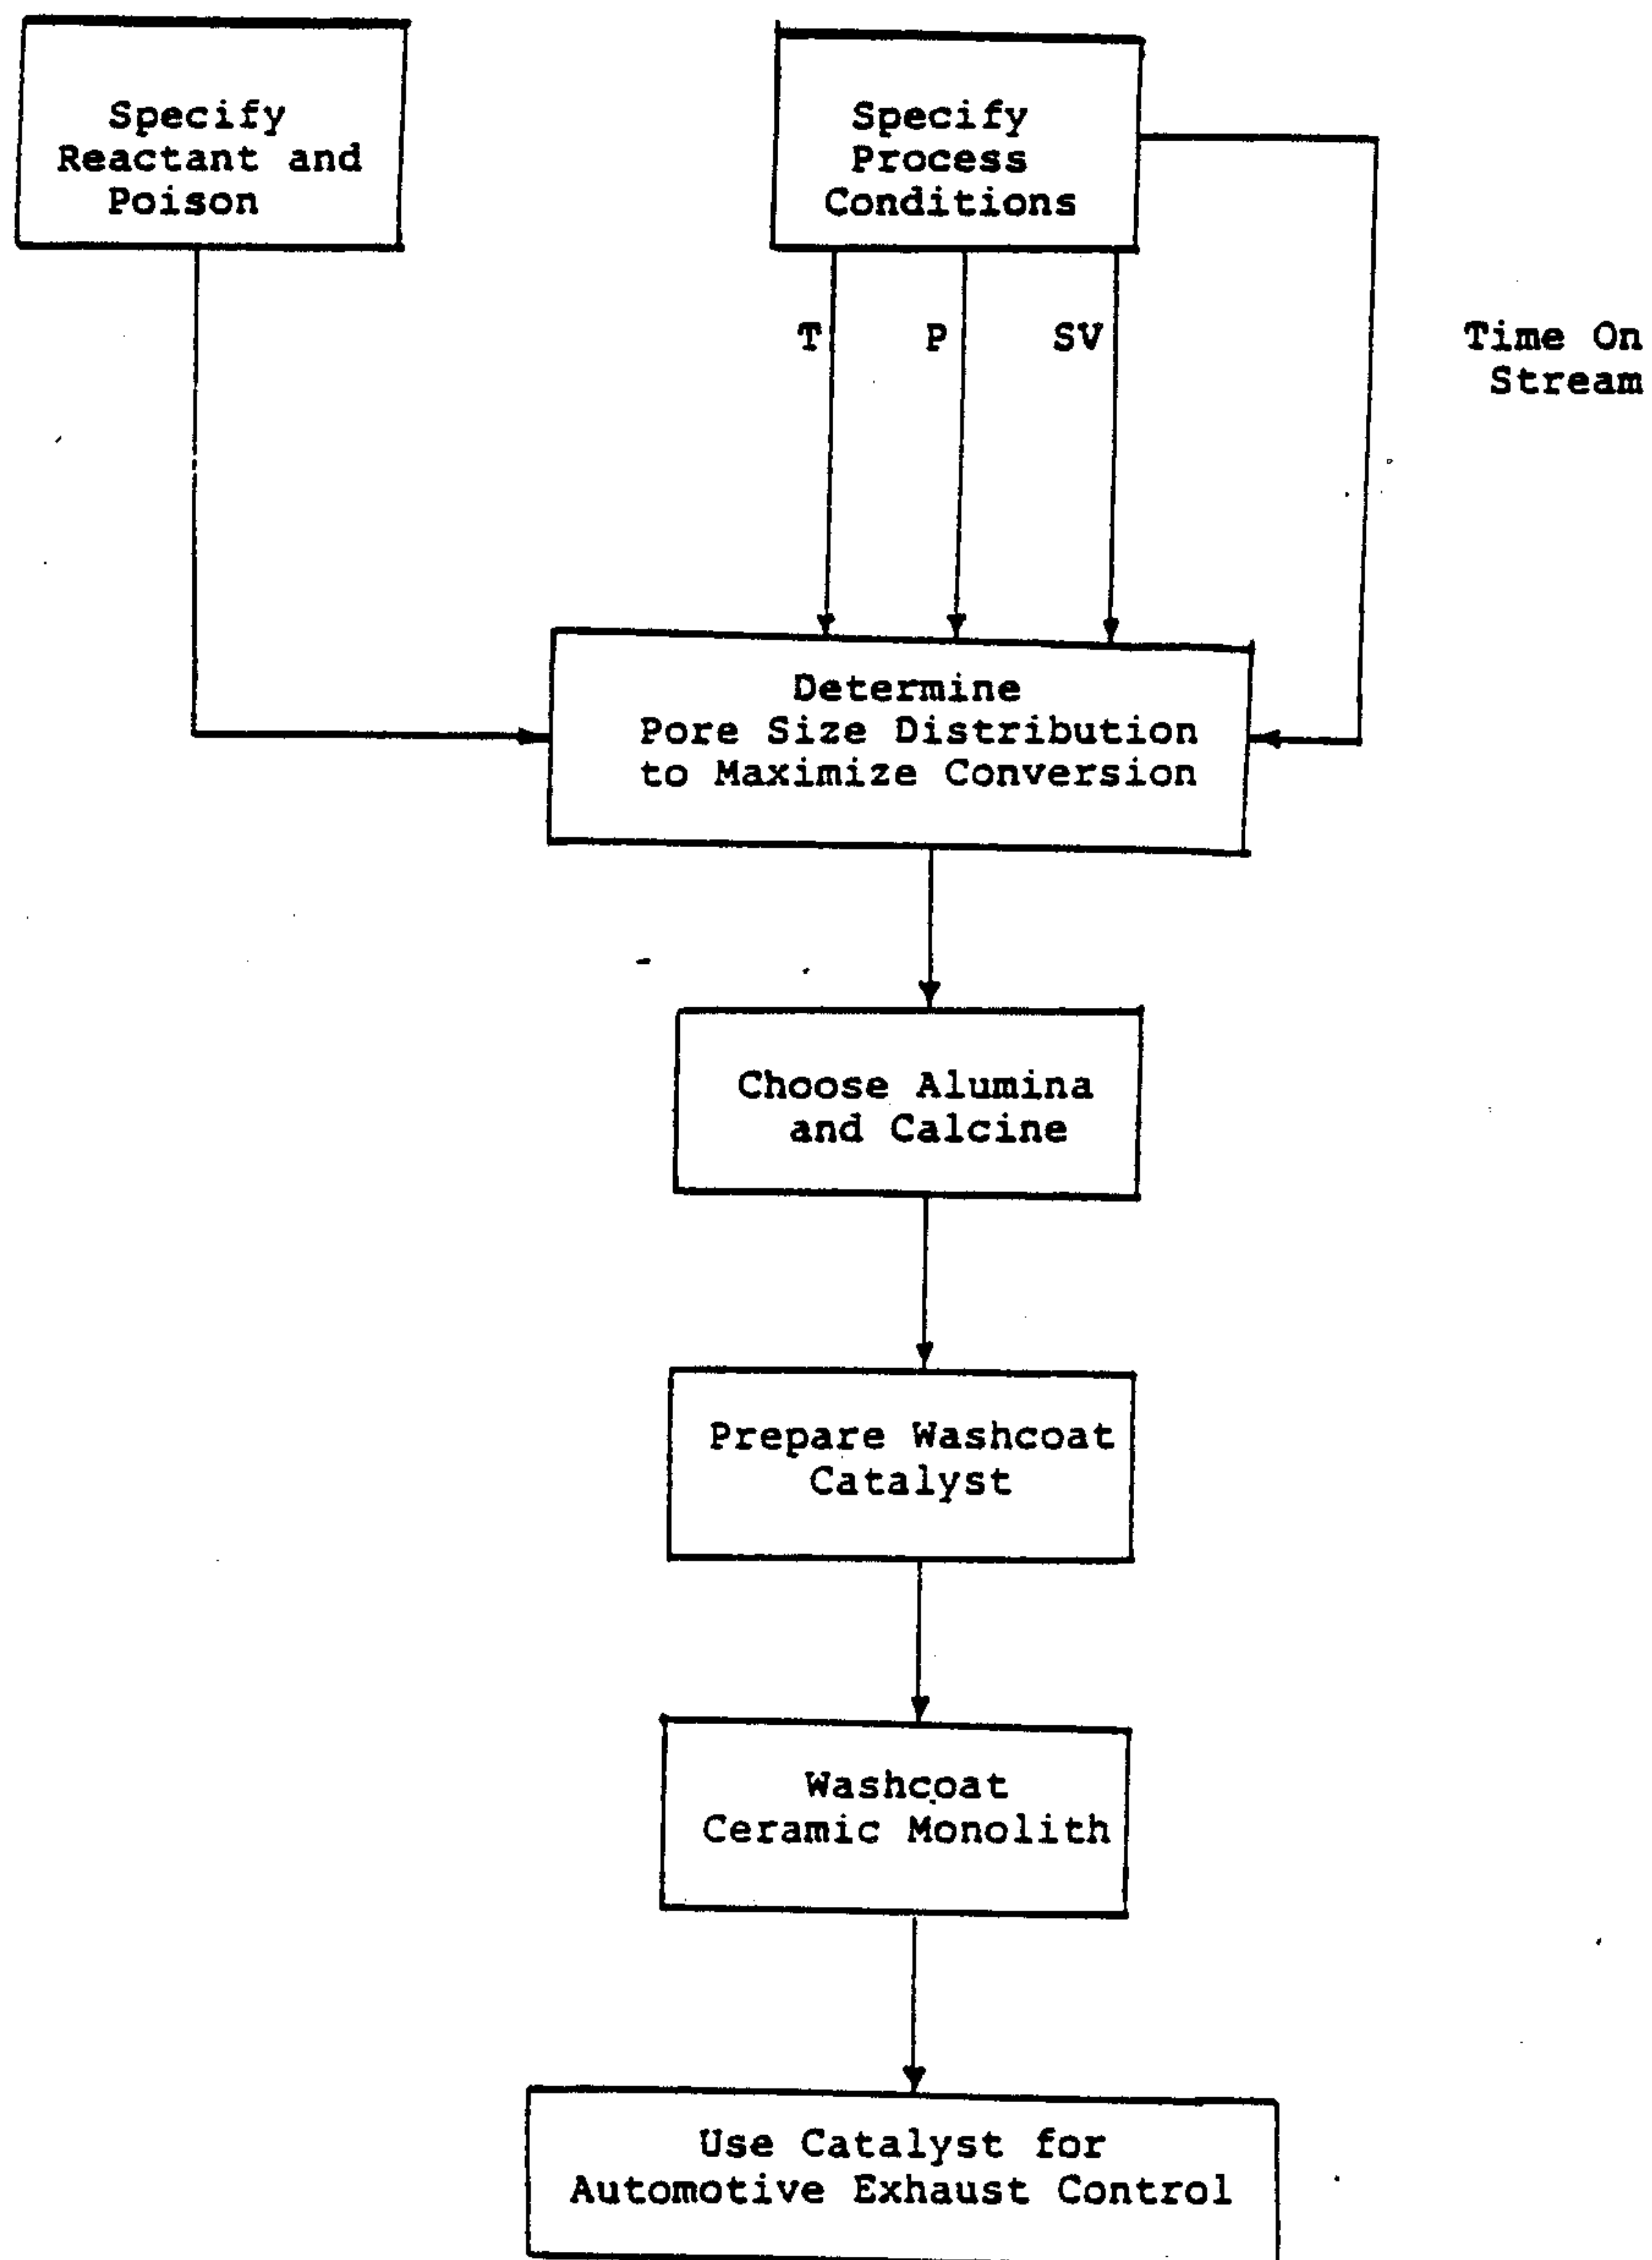 Specify
Reactant and
Poison
Specify
Process
Conditions
T
P
SV
Time On
Stream
Determine
Pore Size Distribution
to Maximize Conversion
Choose Alumina
and Calcine
Prepare Washcoat
Catalyst
Washcoat
Ceramic Monolith
Use Catalyst for
Automotive Exhaust Control